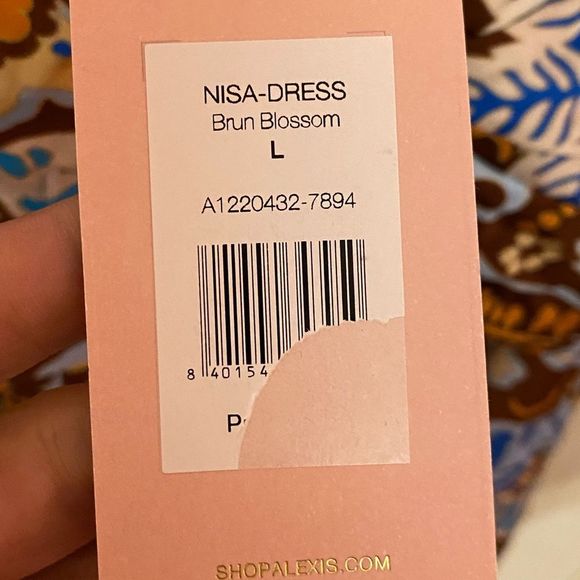 NISA-DRESS
Brun Blossom
L
A1220432-7894
8 40154
SHOPALEXIS.COM